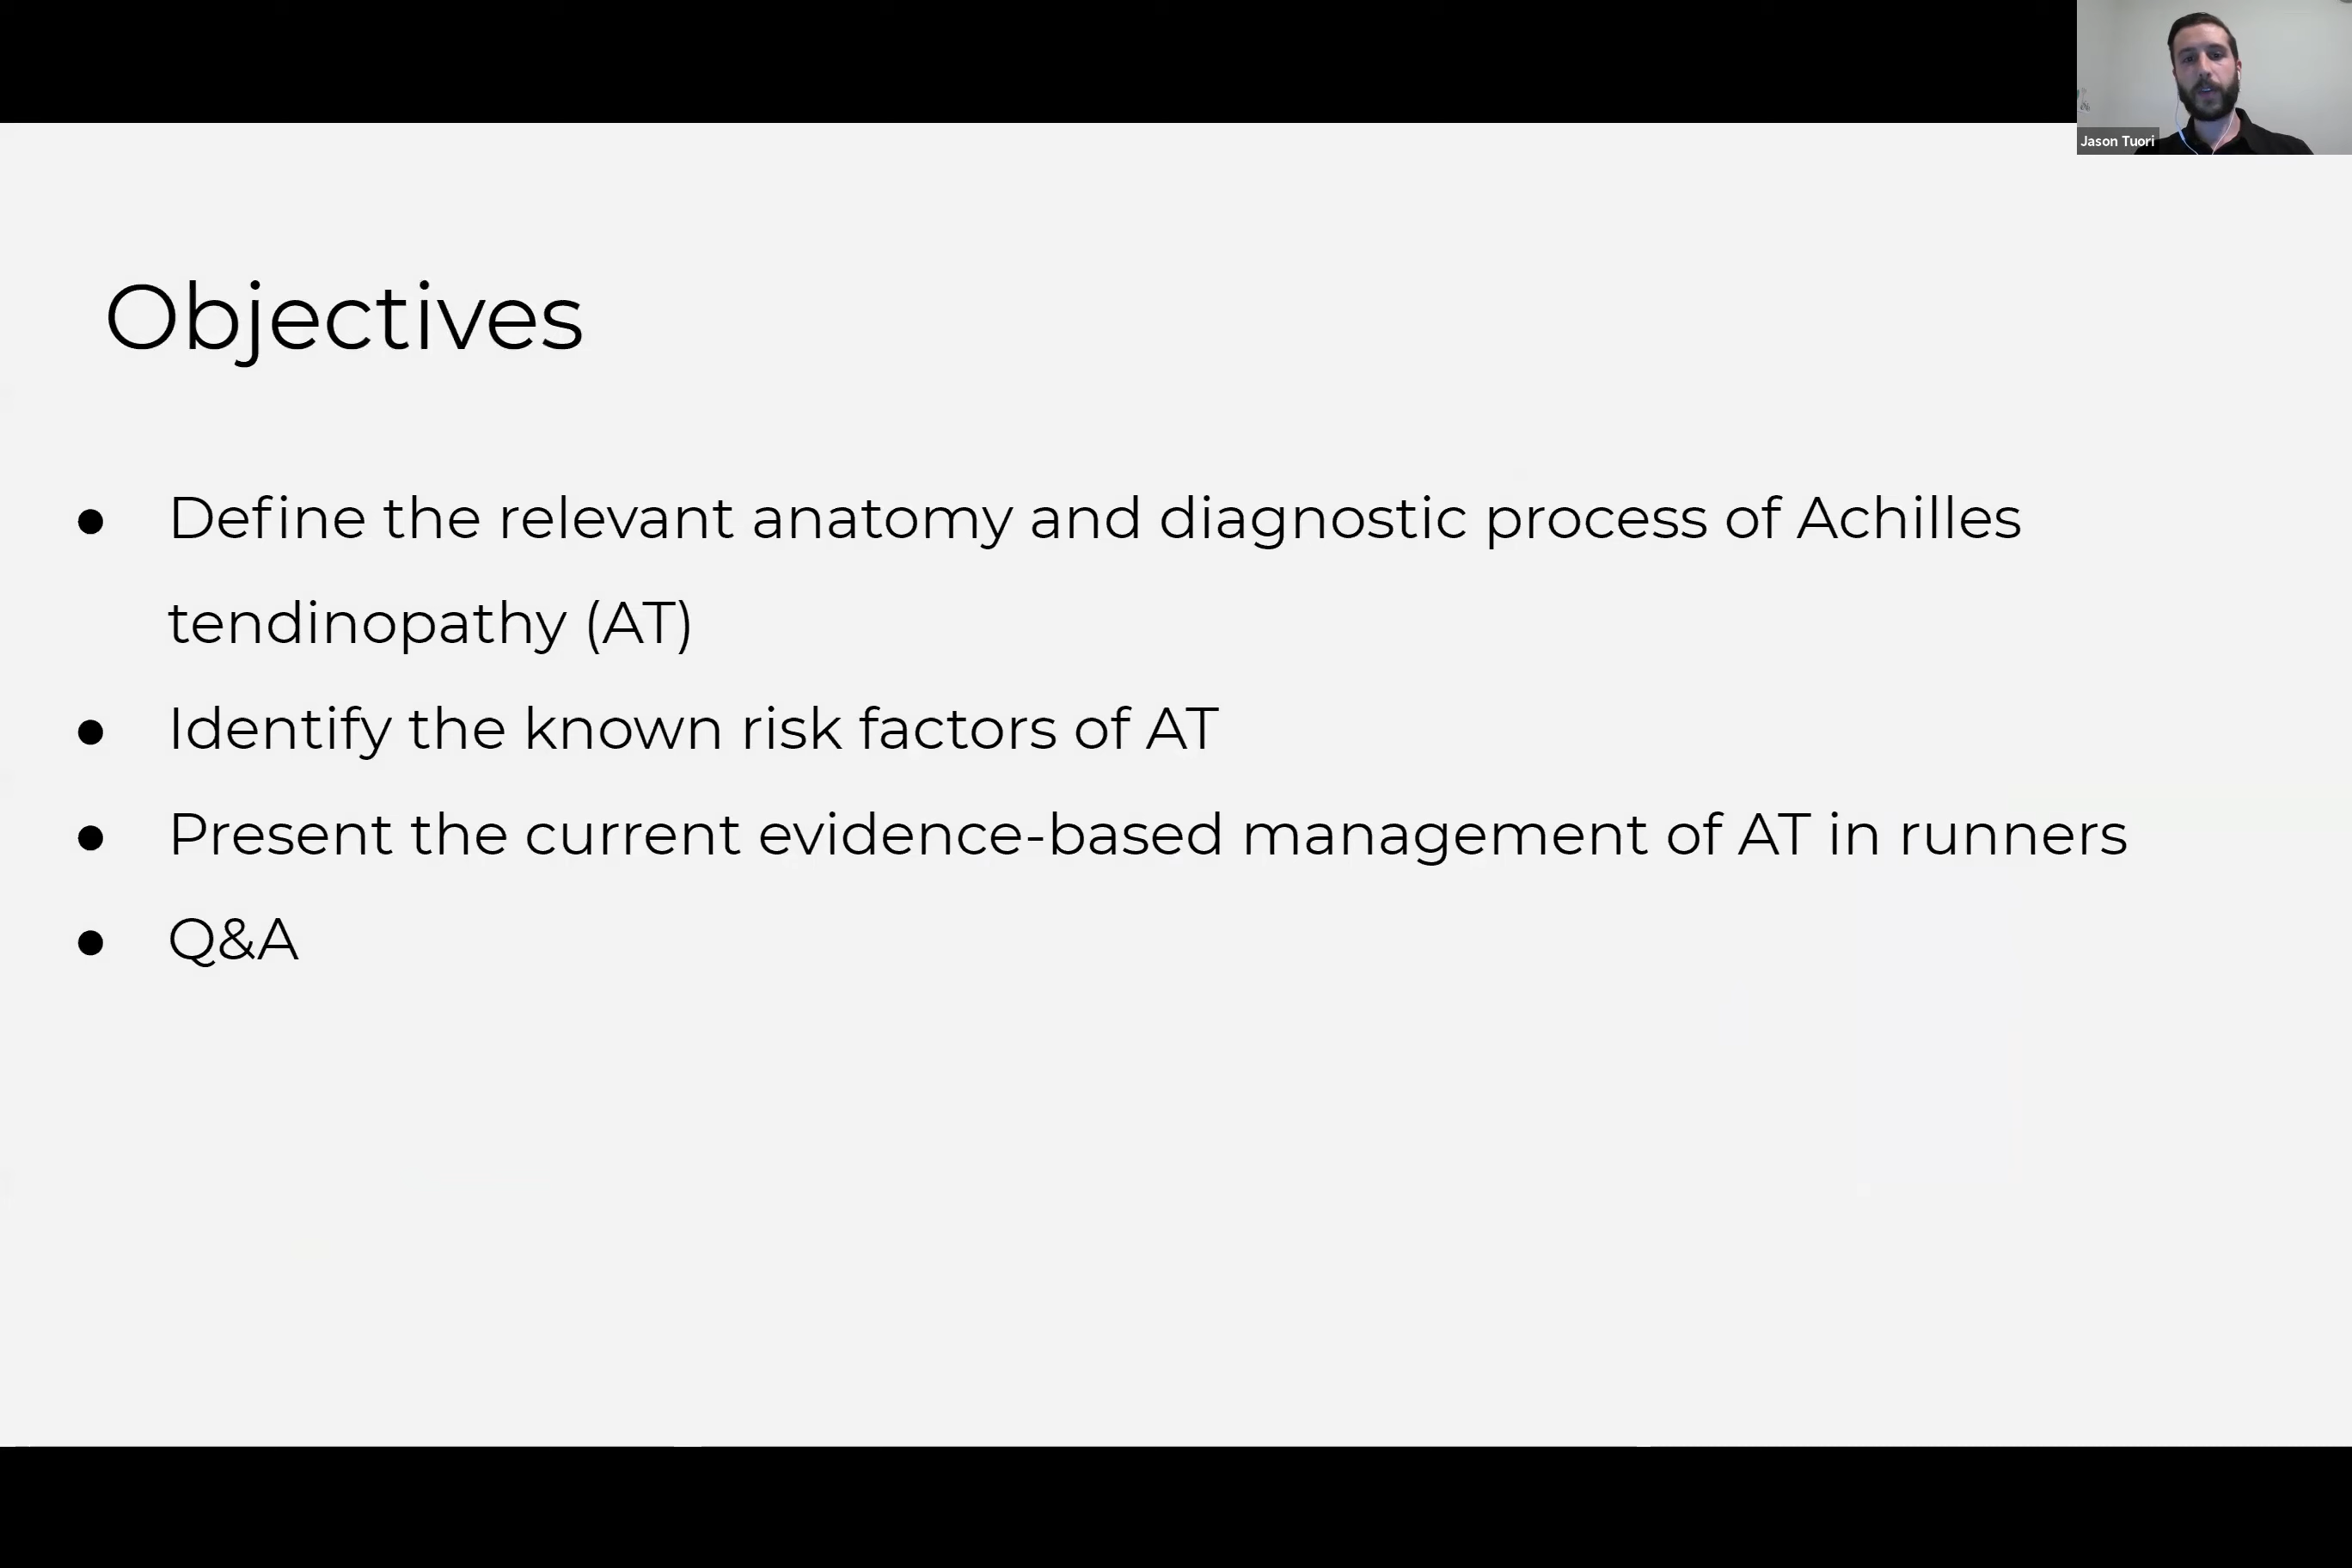 Jason Tuori
Objectives
● Define the relevant anatomy and diagnostic process of Achilles
tendinopathy (AT)
● Identify the known risk factors of AT
● Present the current evidence-based management of AT in runners
● Q&A